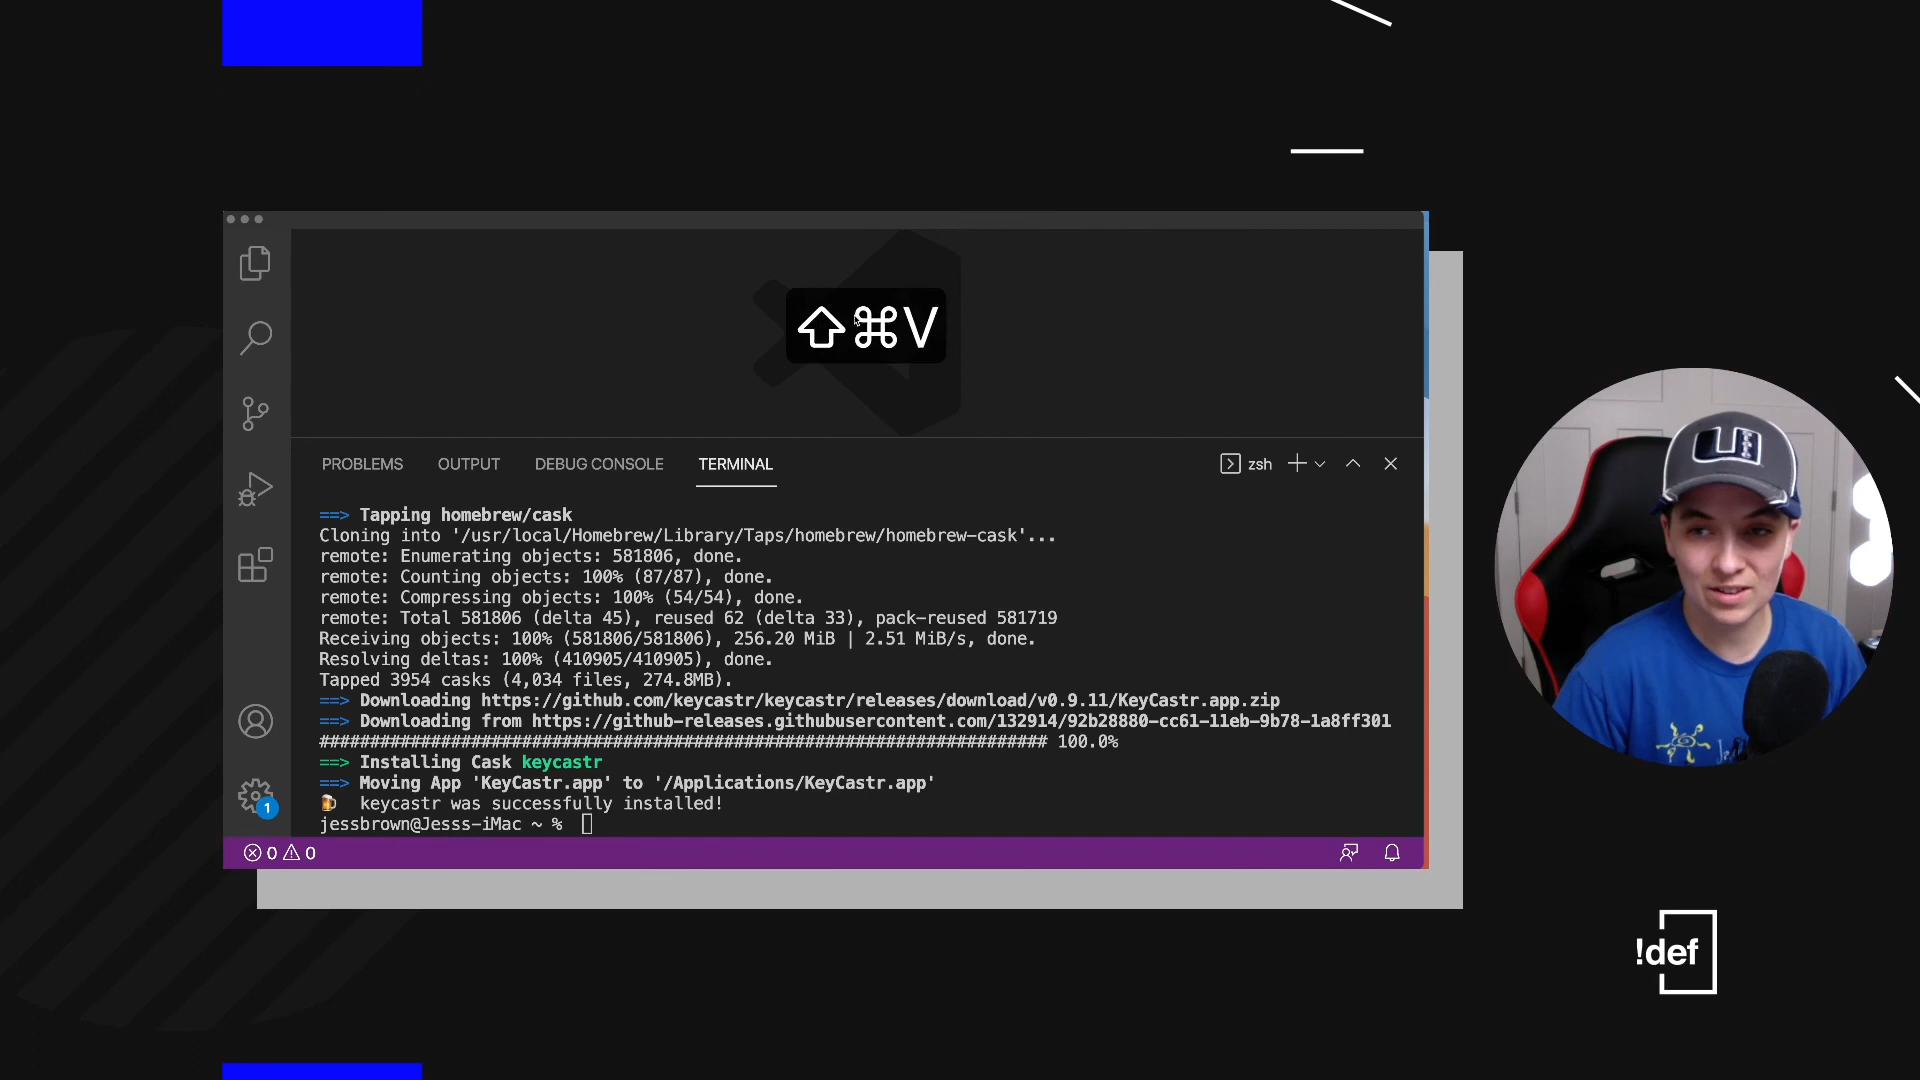 ⇧⌘V
PROBLEMS OUTPUT DEBUG CONSOLE TERMINAL zsh
==> Tapping homebrew/cask
Cloning into '/usr/local/Homebrew/Library/Taps/homebrew/homebrew-cask'...
remote: Enumerating objects: 581806, done.
remote: Counting objects: 100% (87/87), done.
remote: Compressing objects: 100% (54/54), done.
remote: Total 581806 (delta 45), reused 62 (delta 33), pack-reused 581719
Receiving objects: 100% (581806/581806), 256.20 MiB | 2.51 MiB/s, done.
Resolving deltas: 100% (410905/410905), done.
Tapped 3954 casks (4,034 files, 274.8MB).
==> Downloading https://github.com/keycastr/keycastr/releases/download/v0.9.11/KeyCastr.app.zip
==> Downloading from https://github-releases.githubusercontent.com/132914/92b28880-cc61-11eb-9b78-1a8ff301
######################################################################## 100.0%
==> Installing Cask keycastr
==> Moving App 'KeyCastr.app' to '/Applications/KeyCastr.app'
🍺 keycastr was successfully installed!
jessbrown@Jesss-iMac ~ %
1
0 0
U
!def